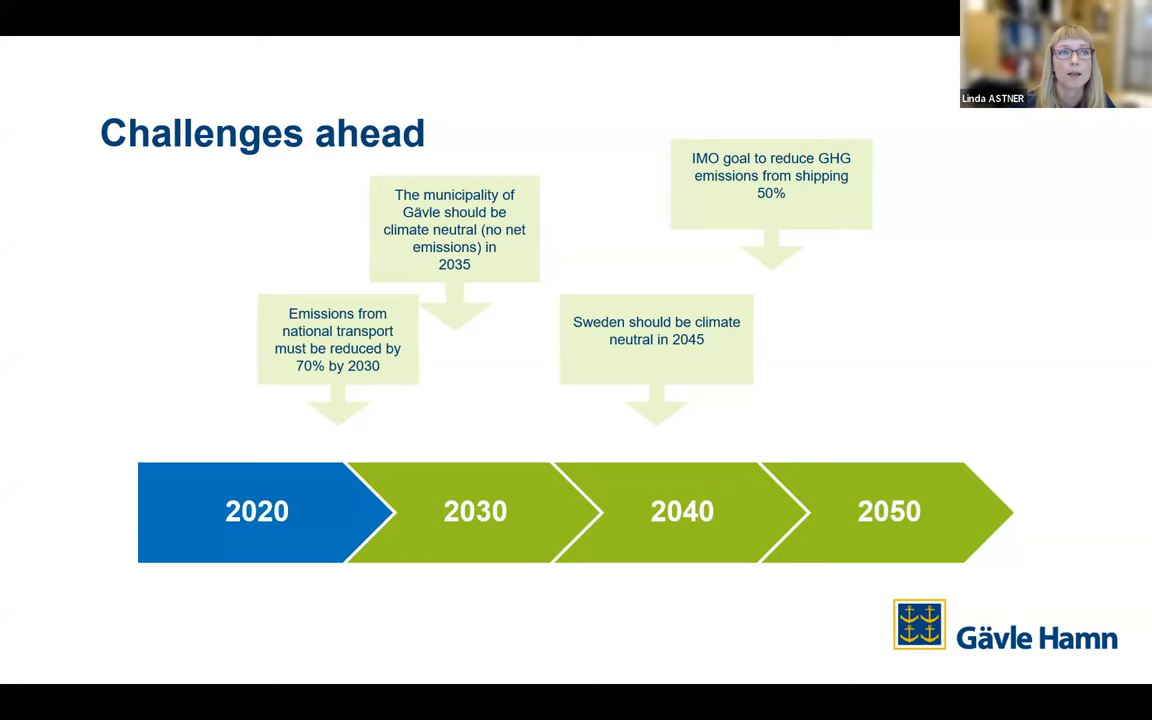 Linda ASTNER
Challenges ahead
IMO goal to reduce GHG
emissions from shipping
50%
The municipality of
Gävle should be
climate neutral (no net
emissions) in
2035
Emissions from
national transport
must be reduced by
70% by 2030
Sweden should be climate
neutral in 2045
2020
2030
2040
2050
Gävle Hamn